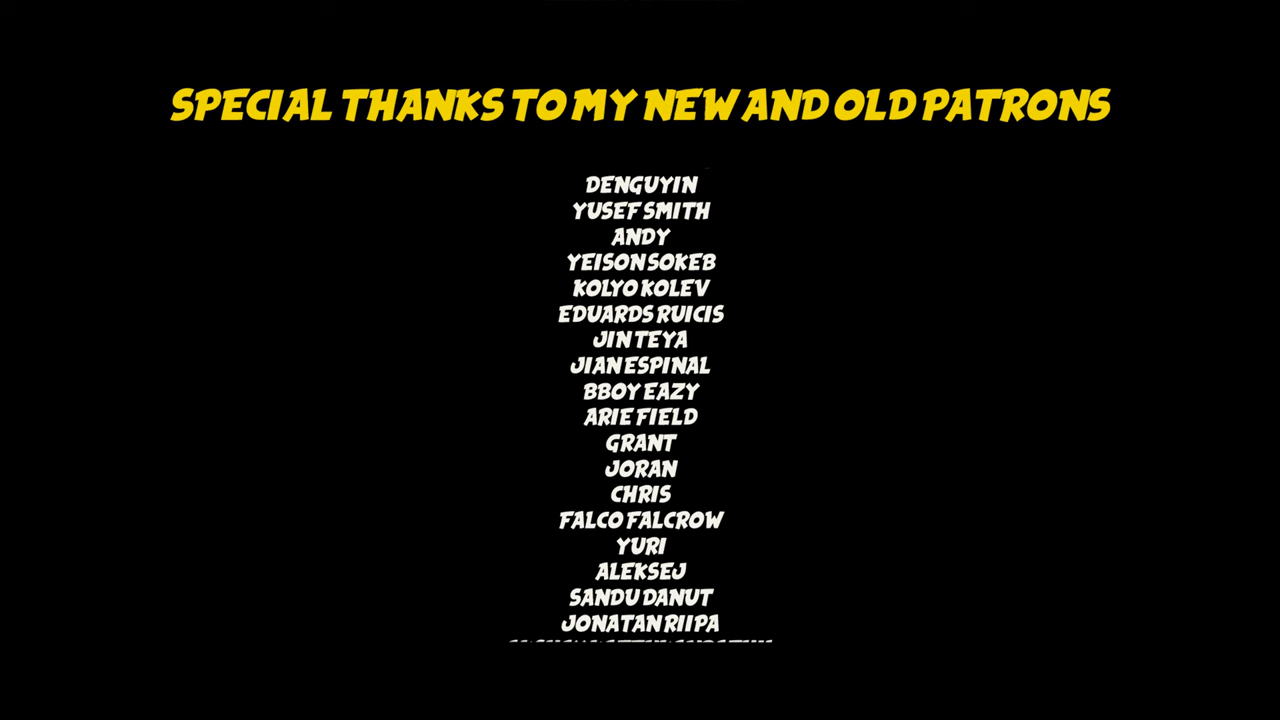 SPECIAL THANKS TO MY NEW AND OLD PATRONS
DENGUYIN
YUSEF SMITH
ANDY
YEISON SOKEB
KOLYO KOLEV
EDUARDS RUICIS
JIN TEYA
JIAN ESPINAL
BBOY EAZY
ARIE FIELD
GRANT
JORAN
CHRIS
FALCO FALCROW
YURI
ALEKSEJ
SANDU DANUT
JONATAN RIIPA